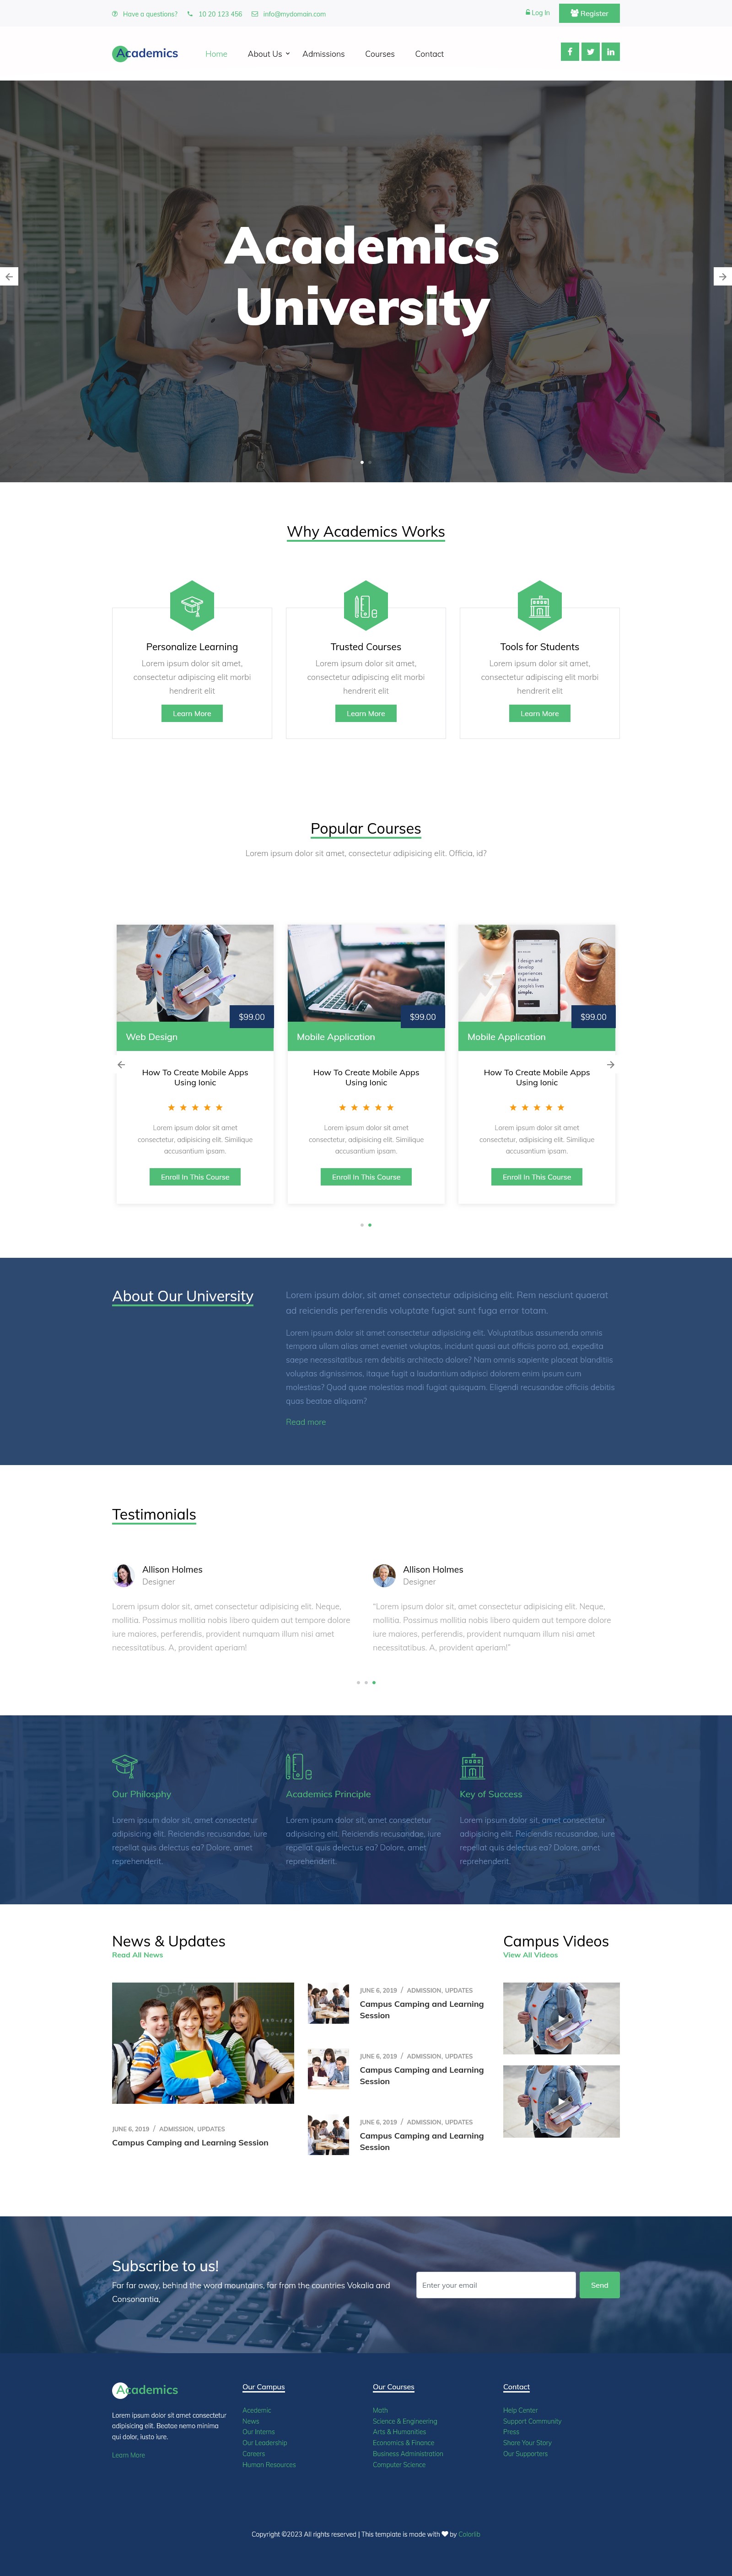 Have a questions? 10 20 123 456 info@mydomain.com Log In Register
Academics Home About Us Admissions Courses Contact
Academics
University
Why Academics Works
Personalize Learning
Lorem ipsum dolor sit amet,
consectetur adipiscing elit morbi
hendrerit elit
Learn More
Trusted Courses
Lorem ipsum dolor sit amet,
consectetur adipiscing elit morbi
hendrerit elit
Learn More
Tools for Students
Lorem ipsum dolor sit amet,
consectetur adipiscing elit morbi
hendrerit elit
Learn More
Popular Courses
Lorem ipsum dolor sit amet, consectetur adipisicing elit. Officia, id?
$99.00
Web Design
How To Create Mobile Apps
Using Ionic
Lorem ipsum dolor sit amet
consectetur, adipisicing elit. Similique
accusantium ipsam.
Enroll In This Course
$99.00
Mobile Application
How To Create Mobile Apps
Using Ionic
Lorem ipsum dolor sit amet
consectetur, adipisicing elit. Similique
accusantium ipsam.
Enroll In This Course
I design and
develop
experiences
that make
people's lives
simple.
$99.00
Mobile Application
How To Create Mobile Apps
Using Ionic
Lorem ipsum dolor sit amet
consectetur, adipisicing elit. Similique
accusantium ipsam.
Enroll In This Course
About Our University
Lorem ipsum dolor, sit amet consectetur adipisicing elit. Rem nesciunt quaerat
ad reiciendis perferendis voluptate fugiat sunt fuga error totam.
Lorem ipsum dolor sit amet consectetur adipisicing elit. Voluptatibus assumenda omnis
tempora ullam alias amet eveniet voluptas, incidunt quasi aut officiis porro ad, expedita
saepe necessitatibus rem debitis architecto dolore? Nam omnis sapiente placeat blanditiis
voluptas dignissimos, itaque fugit a laudantium adipisci dolorem enim ipsum cum
molestias? Quod quae molestias modi fugiat quisquam. Eligendi recusandae officiis debitis
quas beatae aliquam?
Read more
Testimonials
Allison Holmes
Designer
Lorem ipsum dolor sit, amet consectetur adipisicing elit. Neque,
mollitia. Possimus mollitia nobis libero quidem aut tempore dolore
iure maiores, perferendis, provident numquam illum nisi amet
necessitatibus. A, provident aperiam!
Allison Holmes
Designer
“Lorem ipsum dolor sit, amet consectetur adipisicing elit. Neque,
mollitia. Possimus mollitia nobis libero quidem aut tempore dolore
iure maiores, perferendis, provident numquam illum nisi amet
necessitatibus. A, provident aperiam!”
Our Philosphy
Lorem ipsum dolor sit, amet consectetur
adipisicing elit. Reiciendis recusandae, iure
repellat quis delectus ea? Dolore, amet
reprehenderit.
Academics Principle
Lorem ipsum dolor sit, amet consectetur
adipisicing elit. Reiciendis recusandae, iure
repellat quis delectus ea? Dolore, amet
reprehenderit.
Key of Success
Lorem ipsum dolor sit, amet consectetur
adipisicing elit. Reiciendis recusandae, iure
repellat quis delectus ea? Dolore, amet
reprehenderit.
News & Updates
Read All News
JUNE 6, 2019 / ADMISSION, UPDATES
Campus Camping and Learning Session
JUNE 6, 2019 / ADMISSION, UPDATES
Campus Camping and Learning
Session
JUNE 6, 2019 / ADMISSION, UPDATES
Campus Camping and Learning
Session
JUNE 6, 2019 / ADMISSION, UPDATES
Campus Camping and Learning
Session
Campus Videos
View All Videos
Subscribe to us!
Far far away, behind the word mountains, far from the countries Vokalia and
Consonantia,
Enter your email Send
Academics
Lorem ipsum dolor sit amet consectetur
adipisicing elit. Beatae nemo minima
qui dolor, iusto iure.
Learn More
Our Campus
Acedemic
News
Our Interns
Our Leadership
Careers
Human Resources
Our Courses
Math
Science & Engineering
Arts & Humanities
Economics & Finance
Business Administration
Computer Science
Contact
Help Center
Support Community
Press
Share Your Story
Our Supporters
Copyright ©2023 All rights reserved | This template is made with by Colorlib